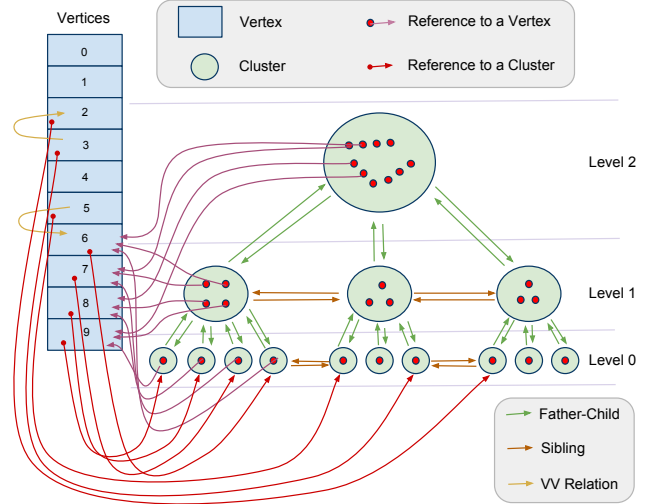 Vertices
0
1
2
3
4
5
6
7
8
9
Vertex
Reference to a Vertex
Cluster
Reference to a Cluster
Level 2
Level 1
Level 0
Father-Child
Sibling
VV Relation